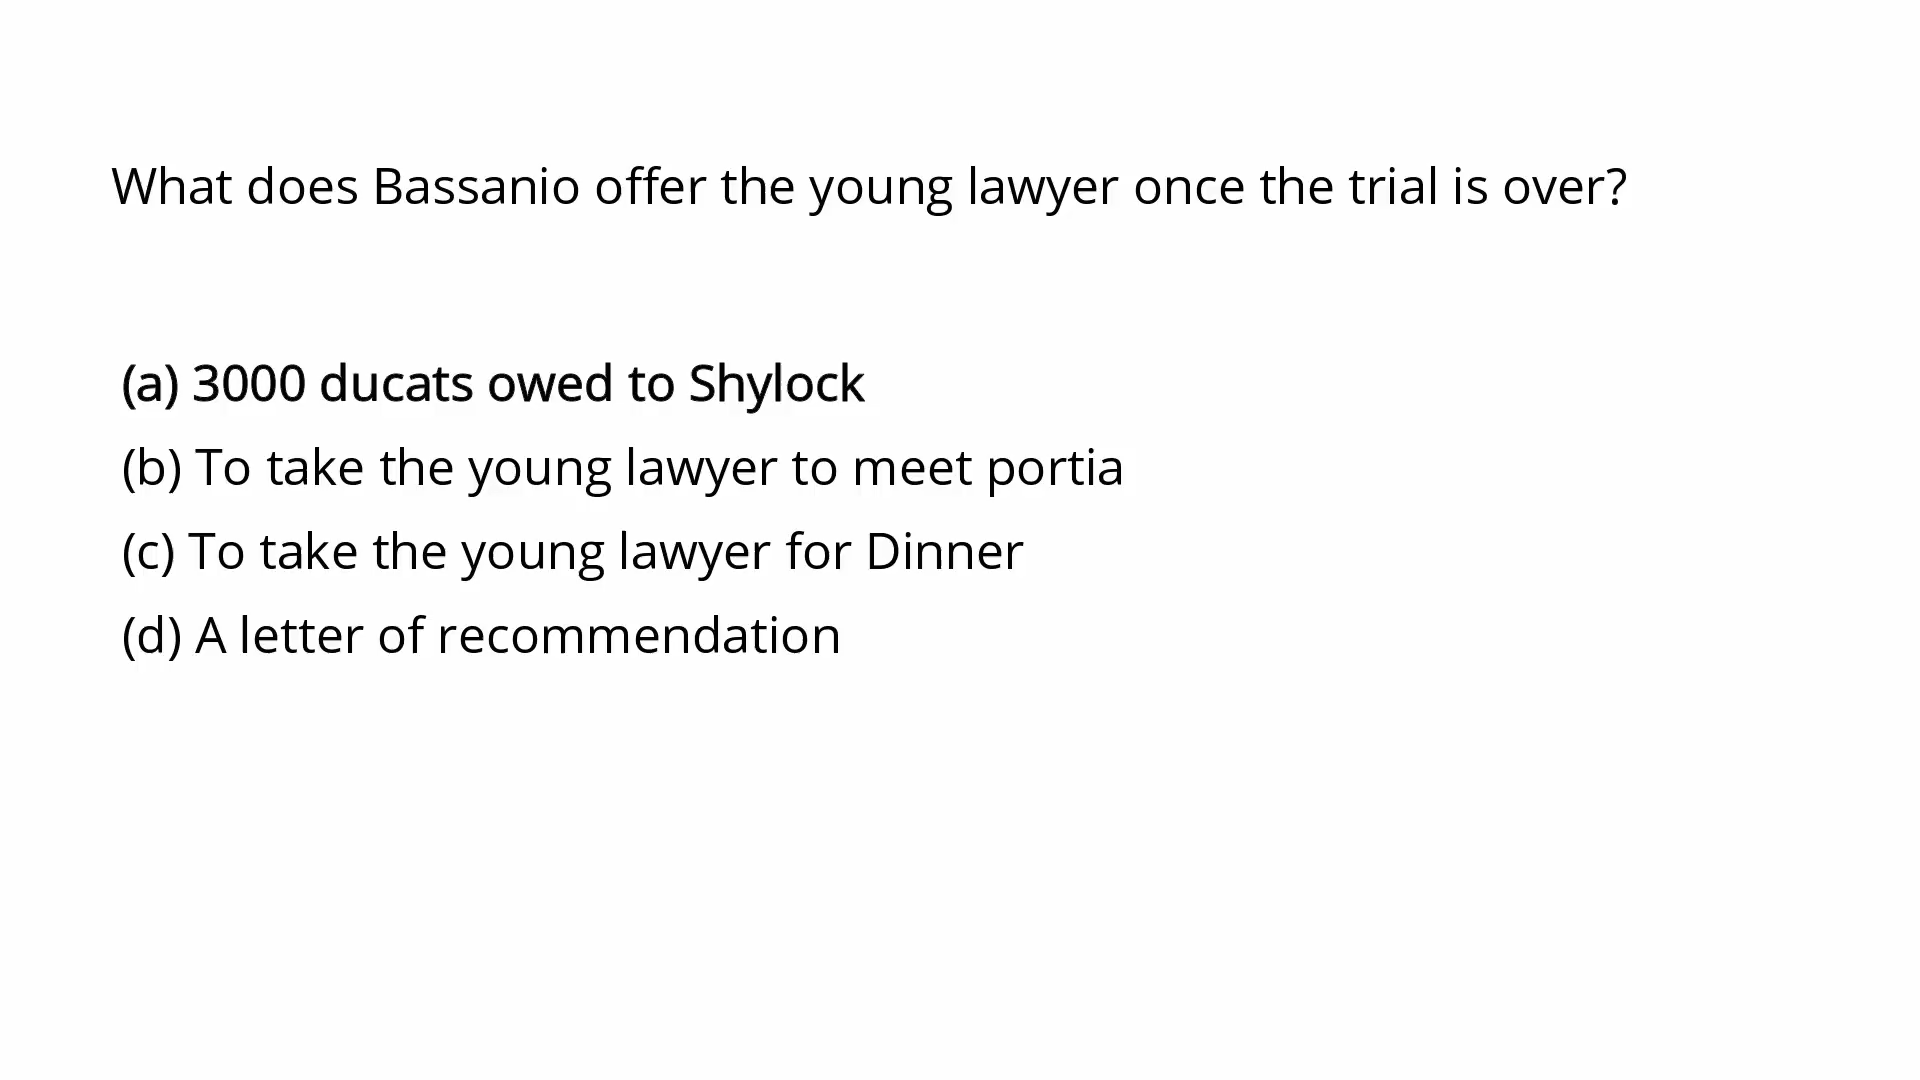 What does Bassanio offer the young lawyer once the trial is over?
(a) 3000 ducats owed to Shylock
(b) To take the young lawyer to meet portia
(c) To take the young lawyer for Dinner
(d) A letter of recommendation